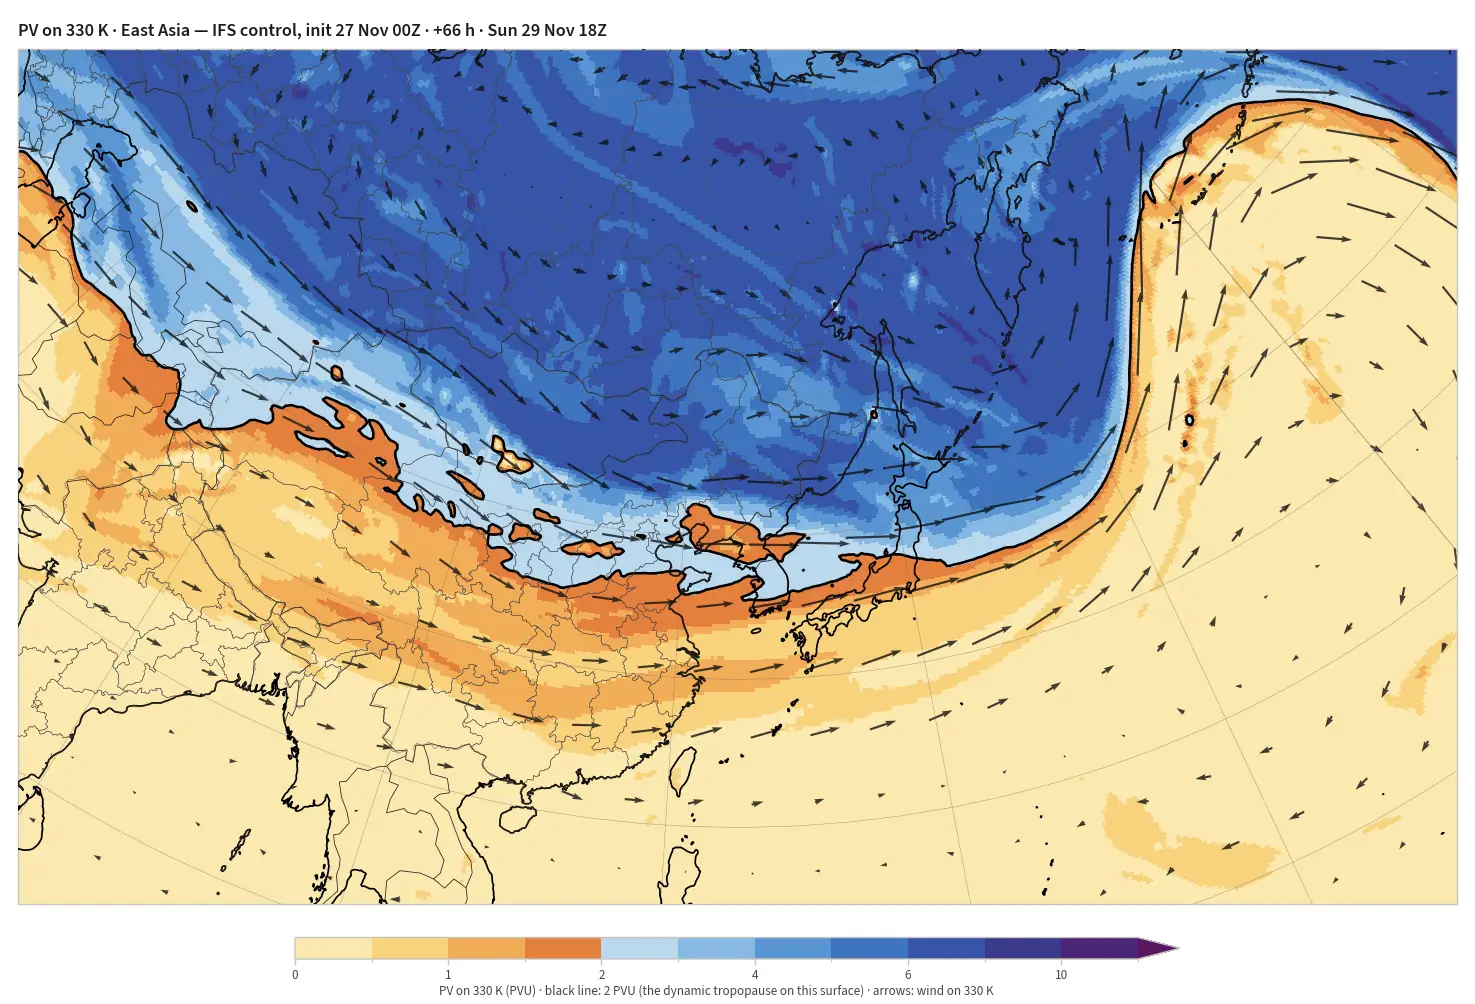 PV on 330 K · East Asia — IFS control, init 27 Nov 00Z · +66 h · Sun 29 Nov 18Z
0 1 2 4 6 10
PV on 330 K (PVU) · black line: 2 PVU (the dynamic tropopause on this surface) · arrows: wind on 330 K